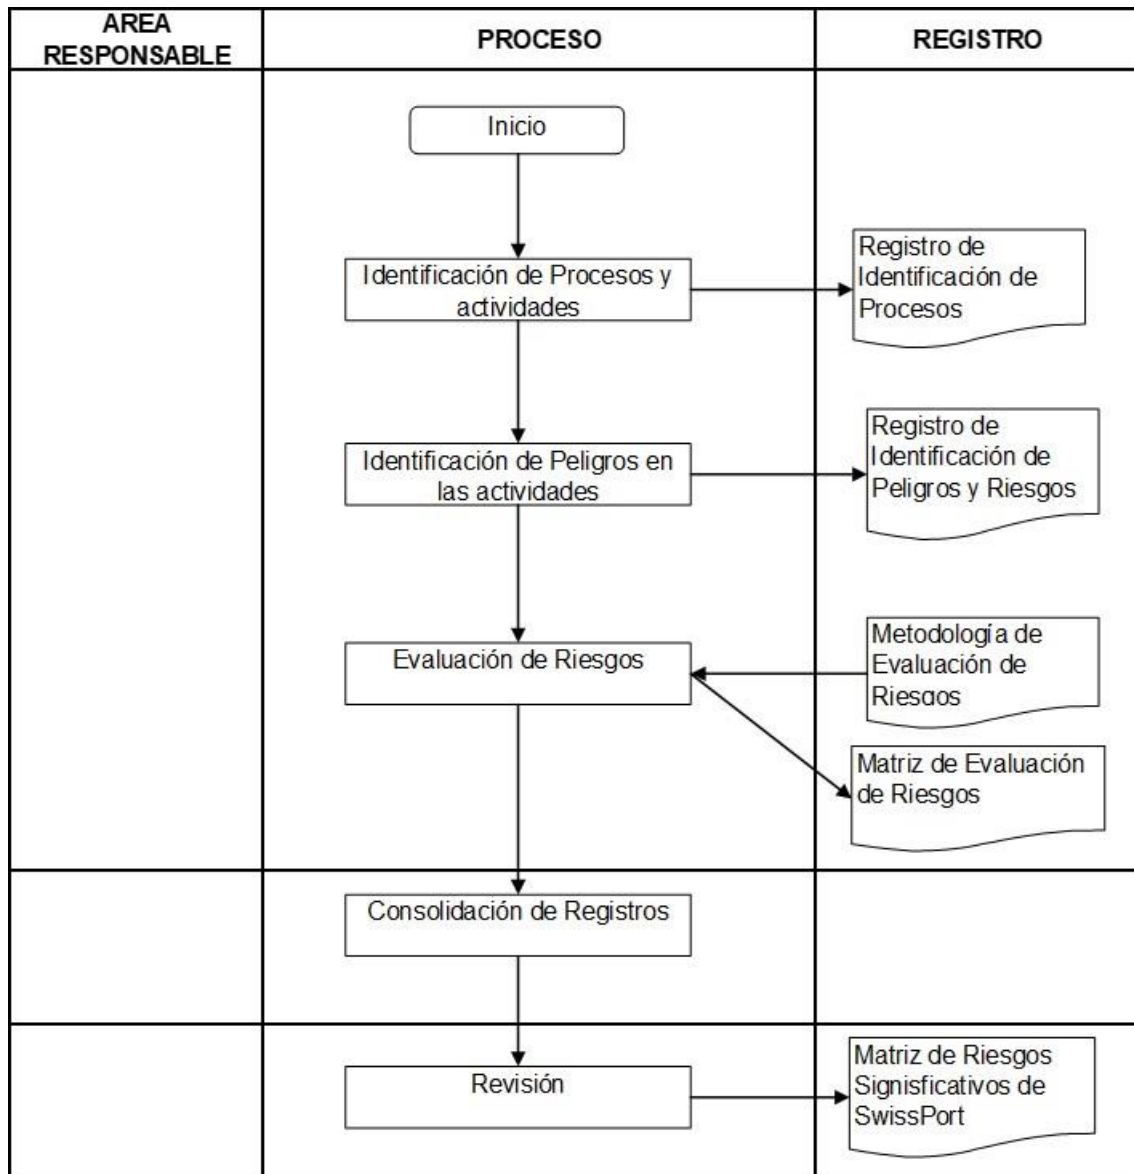 AREA
RESPONSABLE
PROCESO
REGISTRO
Inicio
Identificación de Procesos y
actividades
Registro de
Identificación de
Procesos
Identificación de Peligros en
las actividades
Registro de
Identificación de
Peligros y Riesgos
Evaluación de Riesgos
Metodología de
Evaluación de
Riesgos
Matriz de Evaluación
de Riesgos
Consolidación de Registros
Revisión
Matriz de Riesgos
Signisficativos de
SwissPort